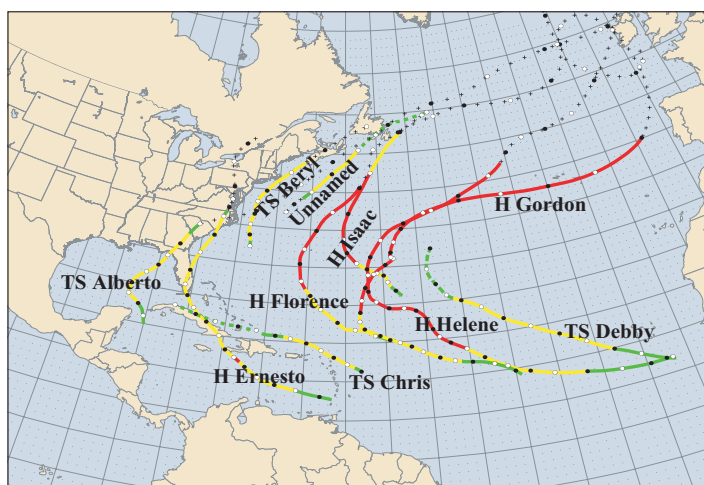 TS Beryl
Unnamed
H Gordon
H Isaac
TS Alberto
H Florence
H Helene
TS Debby
H Ernesto
TS Chris